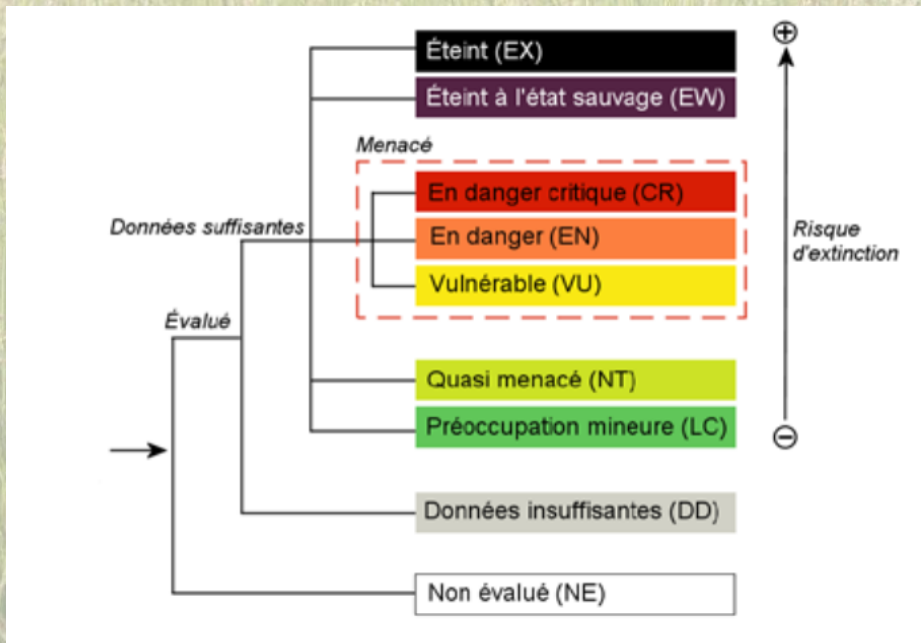 Éteint (EX)
Éteint à l'état sauvage (EW)
Menacé
En danger critique (CR)
Données suffisantes
En danger (EN)
Risque
d'extinction
Vulnérable (VU)
Évalué
Quasi menacé (NT)
Préoccupation mineure (LC)
Données insuffisantes (DD)
Non évalué (NE)